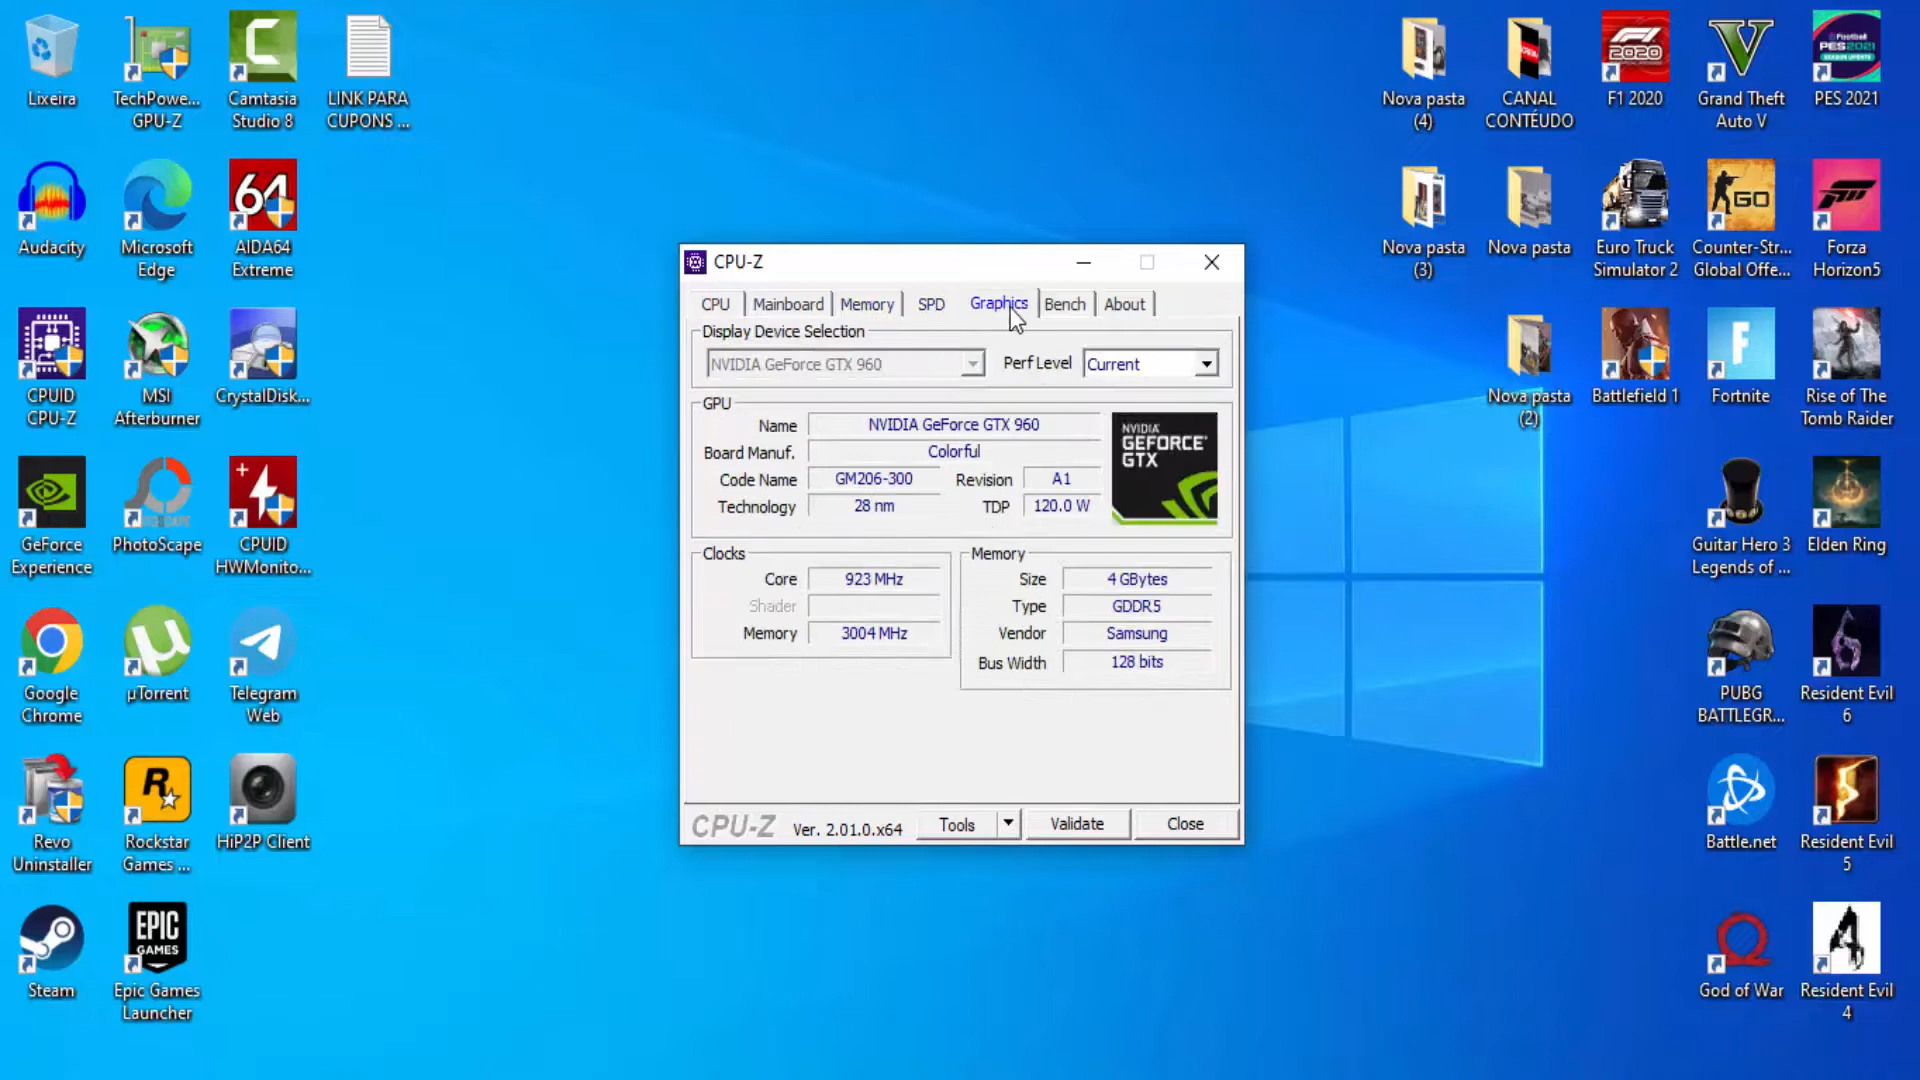 Lixeira
TechPowe...
GPU-Z
Camtasia
Studio 8
LINK PARA
CUPONS ...
Audacity
Microsoft
Edge
64
AIDA64
Extreme
CPUID
CPU-Z
MSI
Afterburner
CrystalDisk...
GeForce
Experience
PhotoScape
CPUID
HWMonito...
Google
Chrome
µTorrent
Telegram
Web
Revo
Uninstaller
Rockstar
Games ...
HiP2P Client
Steam
EPIC
GAMES
Epic Games
Launcher
CPU-Z
CPU
Mainboard
Memory
SPD
Graphics
Bench
About
Display Device Selection
NVIDIA GeForce GTX 960
Perf Level
Current
GPU
Name
NVIDIA GeForce GTX 960
Board Manuf.
Colorful
Code Name
GM206-300
Revision
A1
Technology
28 nm
TDP
120.0 W
NVIDIA
GEFORCE
GTX
Clocks
Core
923 MHz
Shader
Memory
3004 MHz
Memory
Size
4 GBytes
Type
GDDR5
Vendor
Samsung
Bus Width
128 bits
CPU-Z
Ver. 2.01.0.x64
Tools
Validate
Close
Nova pasta
(4)
CANAL
CONTEÚDO
2020
F1 2020
Grand Theft
Auto V
eFootball
PES2021
SEASON UPDATE
PES 2021
Nova pasta
(3)
Nova pasta
Euro Truck
Simulator 2
GO
Counter-Str...
Global Offe...
Forza
Horizon5
Nova pasta
(2)
Battlefield 1
Fortnite
Rise of The
Tomb Raider
Guitar Hero 3
Legends of ...
Elden Ring
PUBG
BATTLEGR...
Resident Evil
6
Battle.net
Resident Evil
5
God of War
Resident Evil
4